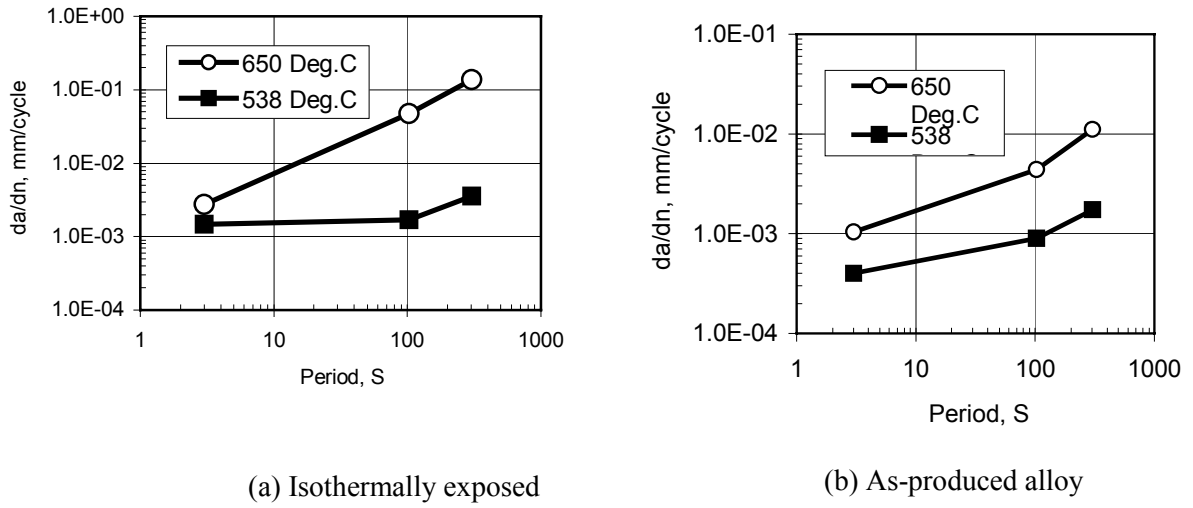 1.0E+00
1.0E-01
1.0E-02
1.0E-03
1.0E-04
da/dn, mm/cycle
650 Deg.C
538 Deg.C
1
10
100
1000
Period, S
(a) Isothermally exposed
1.0E-01
1.0E-02
1.0E-03
1.0E-04
da/dn, mm/cycle
650
Deg.C
538
1
10
100
1000
Period, S
(b) As-produced alloy